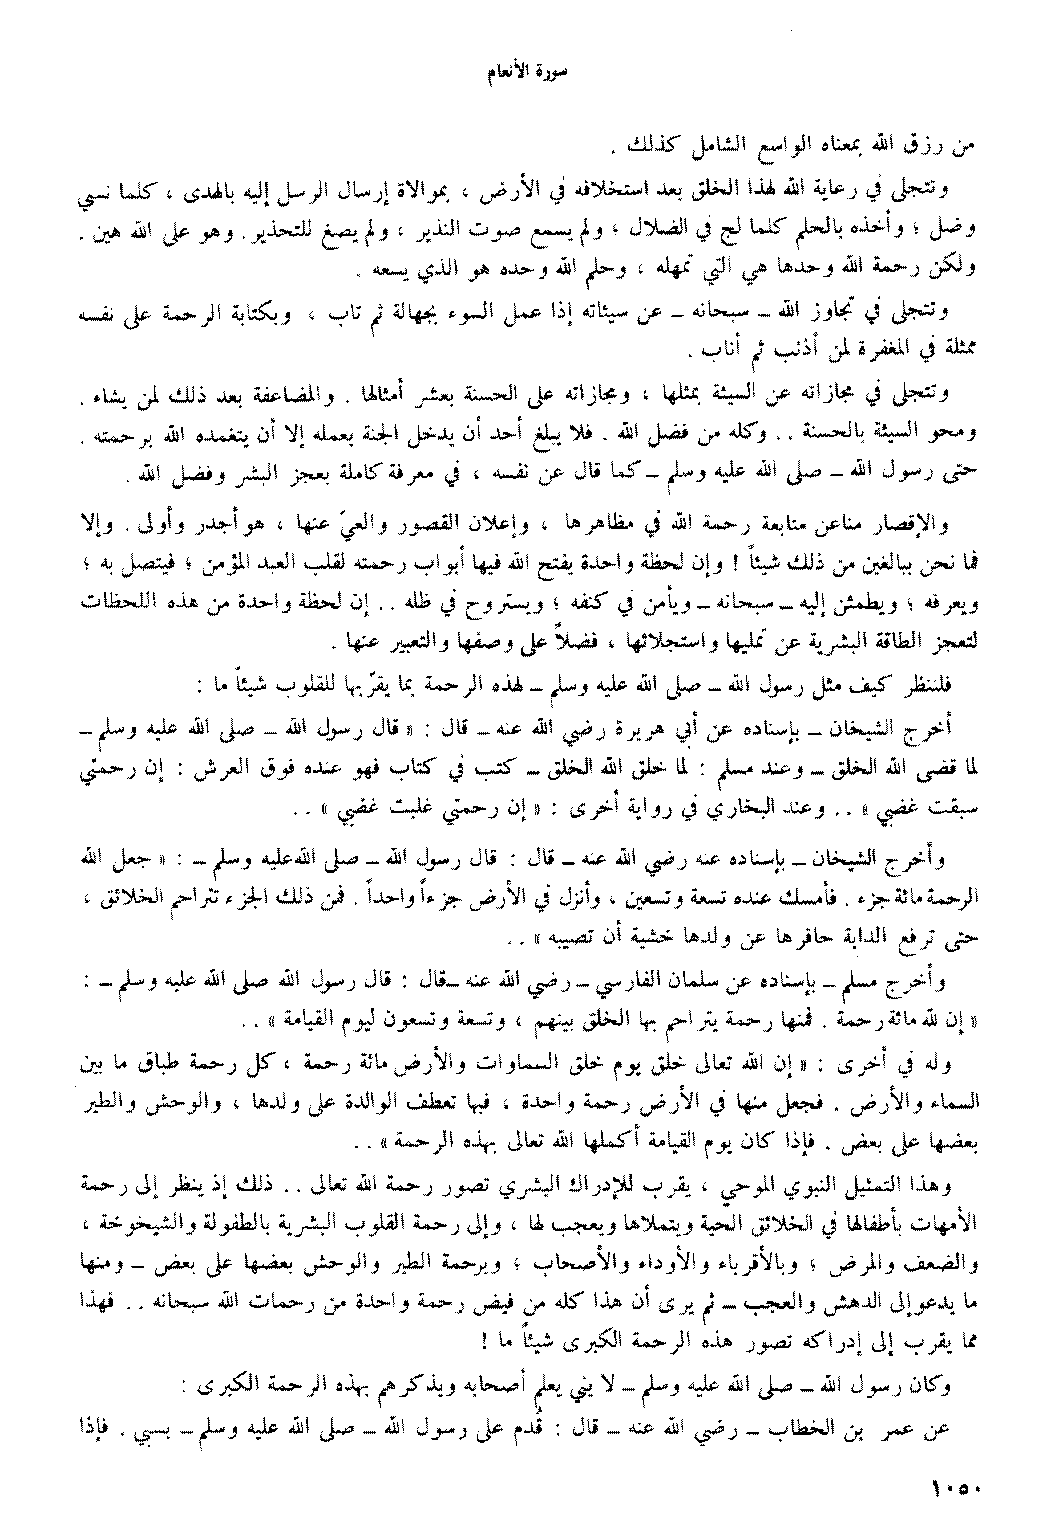 سورة الأنعام
من رزق الله بمعناه الواسع الشامل كذلك .
وتتجلى في رعاية الله لهذا الخلق بعد استخلافه في الأرض ، بموالاة إرسال الرسل إليه بالهدى ، كلما نسي
وضل ؛ وأخذه بالحلم كلما لج في الضلال ، ولم يسمع صوت النذير ، ولم يصغ للتحذير . وهو على الله هين .
ولكن رحمة الله وحدها هي التي تمهله ، وحلم الله وحده هو الذي يسعه .
وتتجلى في تجاوز الله – سبحانه – عن سيئاته إذا عمل السوء بجهالة ثم تاب ، وبكتابة الرحمة على نفسه
ممثلة في المغفرة لمن أذنب ثم أناب .
وتتجلى في مجازاته عن السيئة بمثلها ، ومجازاته على الحسنة بعشر أمثالها . والمضاعفة بعد ذلك لمن يشاء .
ومحو السيئة بالحسنة .. وكله من فضل الله . فلا يبلغ أحد أن يدخل الجنة بعمله إلا أن يتغمده الله برحمته .
حتى رسول الله – صلى الله عليه وسلم – كما قال عن نفسه ، في معرفة كاملة بعجز البشر وفضل الله .
والإقصار منا عن متابعة رحمة الله في مظاهرها ، وإعلان القصور والعيّ عنها ، هو أجدر وأولى . وإلا
فما نحن ببالغين من ذلك شيئاً ! وإن لحظة واحدة يفتح الله فيها أبواب رحمته لقلب العبد المؤمن ؛ فيتصل به ؛
ويعرفه ؛ ويطمئن إليه – سبحانه – ويأمن في كنفه ؛ ويستروح في ظله .. إن لحظة واحدة من هذه اللحظات
لتعجز الطاقة البشرية عن تمليها واستجلائها ، فضلاً على وصفها والتعبير عنها .
فلننظر كيف مثل رسول الله – صلى الله عليه وسلم – لهذه الرحمة بما يقرّبها للقلوب شيئاً ما :
أخرج الشيخان – بإسناده عن أبي هريرة رضي الله عنه – قال : « قال رسول الله – صلى الله عليه وسلم –
لما قضى الله الخلق – وعند مسلم : لما خلق الله الخلق – كتب في كتاب فهو عنده فوق العرش : إن رحمتي
سبقت غضبي » .. وعند البخاري في رواية أخرى : « إن رحمتي غلبت غضبي » ..
وأخرج الشيخان – بإسناده عنه رضي الله عنه – قال : قال رسول الله – صلى الله عليه وسلم – : « جعل الله
الرحمة مائة جزء . فأمسك عنده تسعة وتسعين ، وأنزل في الأرض جزءاً واحداً . فمن ذلك الجزء تتراحم الخلائق ،
حتى ترفع الدابة حافرها عن ولدها خشية أن تصيبه » ..
وأخرج مسلم – بإسناده عن سلمان الفارسي – رضي الله عنه – قال : قال رسول الله صلى الله عليه وسلم – :
« إن لله مائة رحمة . فمنها رحمة يتراحم بها الخلق بينهم ، وتسعة وتسعون ليوم القيامة » ..
وله في أخرى : « إن الله تعالى خلق يوم خلق السماوات والأرض مائة رحمة ، كل رحمة طباق ما بين
السماء والأرض . فجعل منها في الأرض رحمة واحدة ، فبها تعطف الوالدة على ولدها ، والوحش والطير
بعضها على بعض . فإذا كان يوم القيامة أكملها الله تعالى بهذه الرحمة » ..
وهذا التمثيل النبوي الموحي ، يقرب للإدراك البشري تصور رحمة الله تعالى .. ذلك إذ ينظر إلى رحمة
الأمهات بأطفالها في الخلائق الحية ويتملاها ويعجب لها ، وإلى رحمة القلوب البشرية بالطفولة والشيخوخة ،
والضعف والمرض ؛ وبالأقرباء والأوداء والأصحاب ؛ وبرحمة الطير والوحش بعضها على بعض – ومنها
ما يدعو إلى الدهش والعجب – ثم يرى أن هذا كله من فيض رحمة واحدة من رحمات الله سبحانه .. فهذا
مما يقرب إلى إدراكه تصور هذه الرحمة الكبرى شيئاً ما !
وكان رسول الله – صلى الله عليه وسلم – لا يني يعلم أصحابه ويذكرهم بهذه الرحمة الكبرى :
عن عمر بن الخطاب – رضي الله عنه – قال : قُدم على رسول الله – صلى الله عليه وسلم – بسبي . فإذا
١٠٥٠